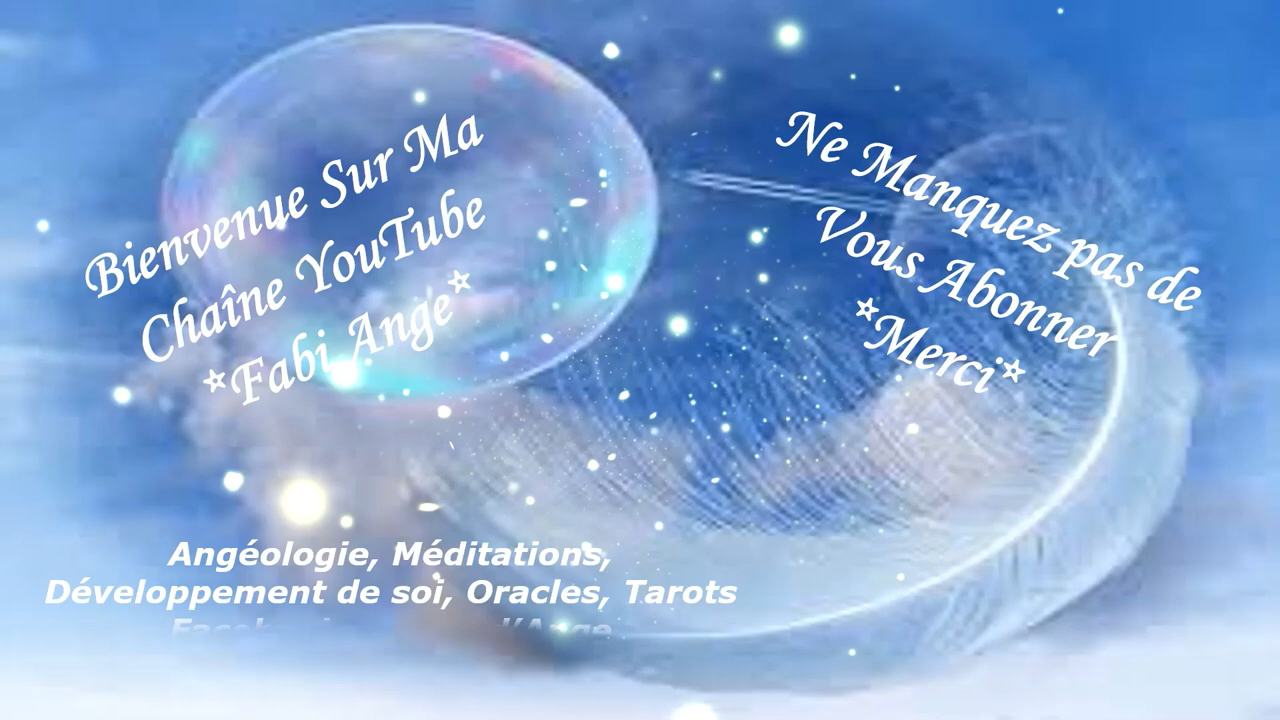 Bienvenue Sur Ma
Chaîne YouTube
*Fabi Ange*
Ne Manquez pas de
Vous Abonner
*Merci*
Angéologie, Méditations,
Développement de soi, Oracles, Tarots
l'Ange